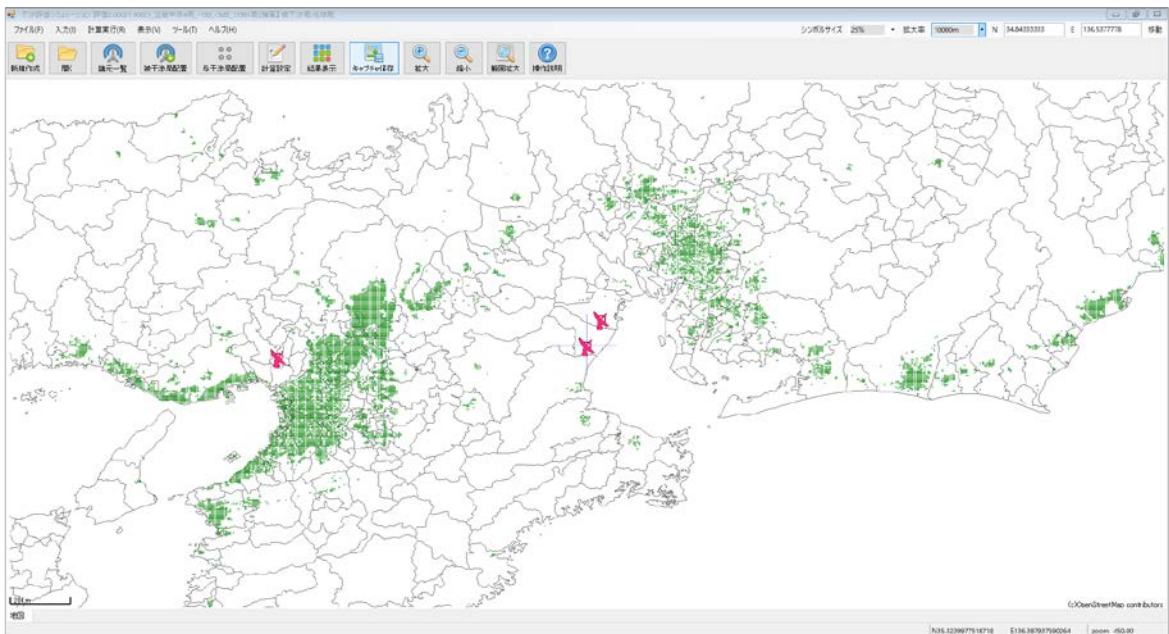 ファイル(F) 入力(I) 計算実行(R) 表示(V) ツール(T) ヘルプ(H)
シンボルサイズ 25% 拡大率 10000m N 34.84333333 E 136.5377778 移動
新規作成 開く 諸元一覧 被干渉局配置 与干渉局配置 計算設定 結果表示 キャプチャ保存 拡大 縮小 範囲拡大 操作説明
(c)OpenStreetMap contributors
地図
N35.3239977518718 E136.387937590264 zoom :450.00